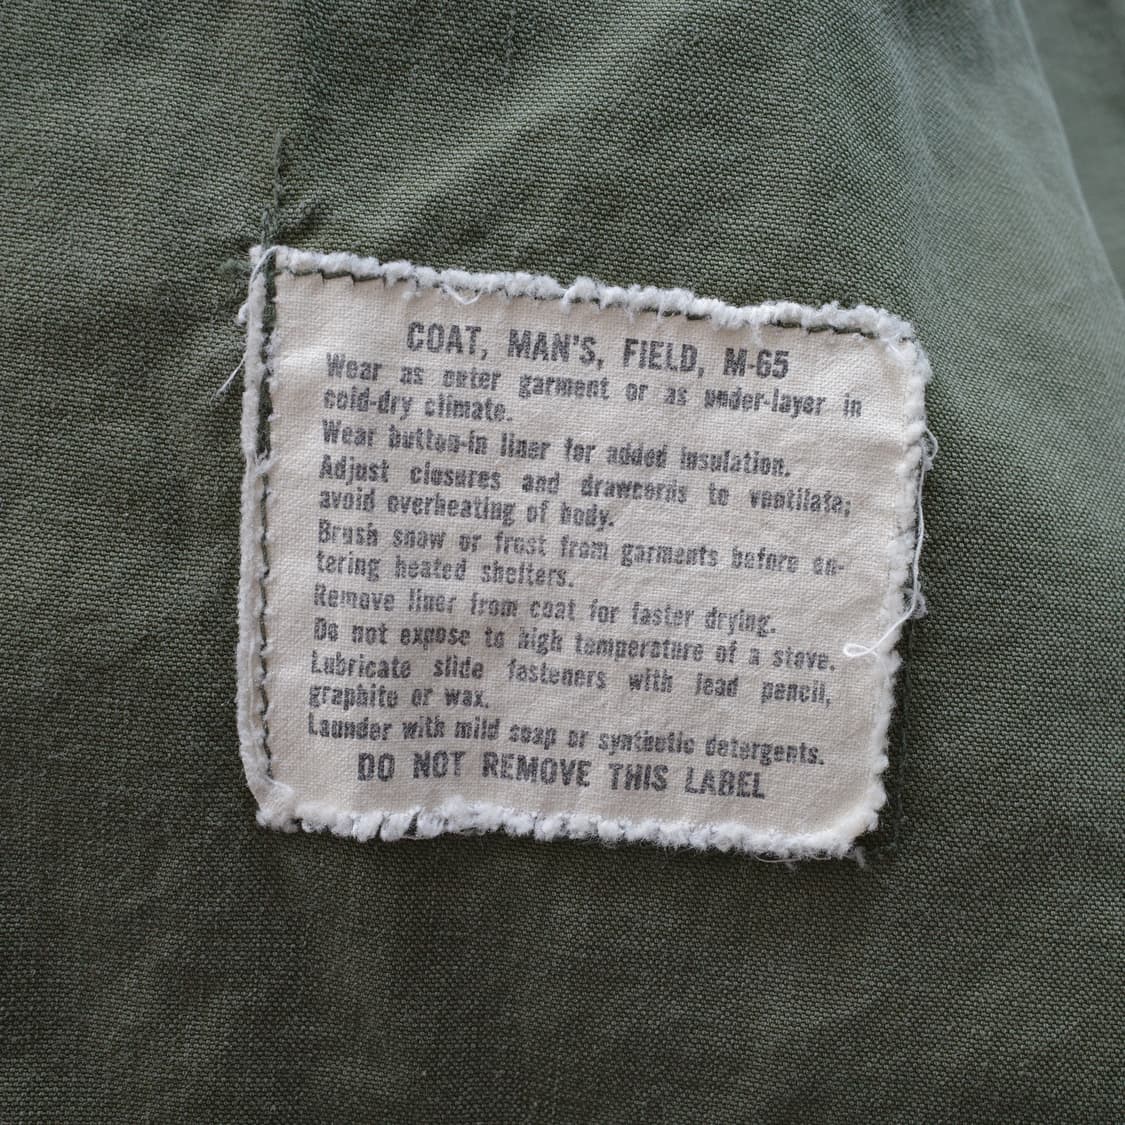 COAT, MAN'S, FIELD, M-65
Wear as outer garment or as under-layer in
cold-dry climate.
Wear button-in liner for added insulation.
Adjust closures and drawcords to ventilate;
avoid overheating of body.
Brush snow or frost from garments before en-
tering heated shelters.
Remove liner from coat for faster drying.
Do not expose to high temperature of a stove.
Lubricate slide fasteners with lead pencil,
graphite or wax.
Launder with mild soap or synthetic detergents.
DO NOT REMOVE THIS LABEL